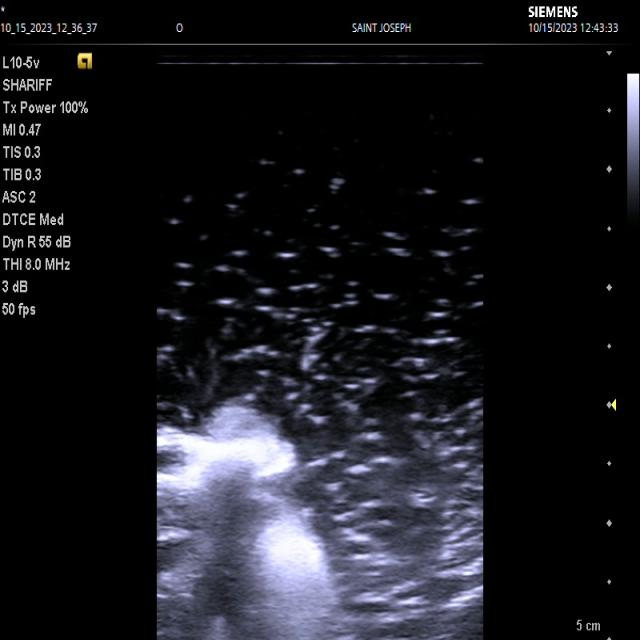 *
SIEMENS
10_15_2023_12_36_37 O SAINT JOSEPH 10/15/2023 12:43:33
L10-5v
SHARIFF
Tx Power 100%
MI 0.47
TIS 0.3
TIB 0.3
ASC 2
DTCE Med
Dyn R 55 dB
THI 8.0 MHz
3 dB
50 fps
5 cm